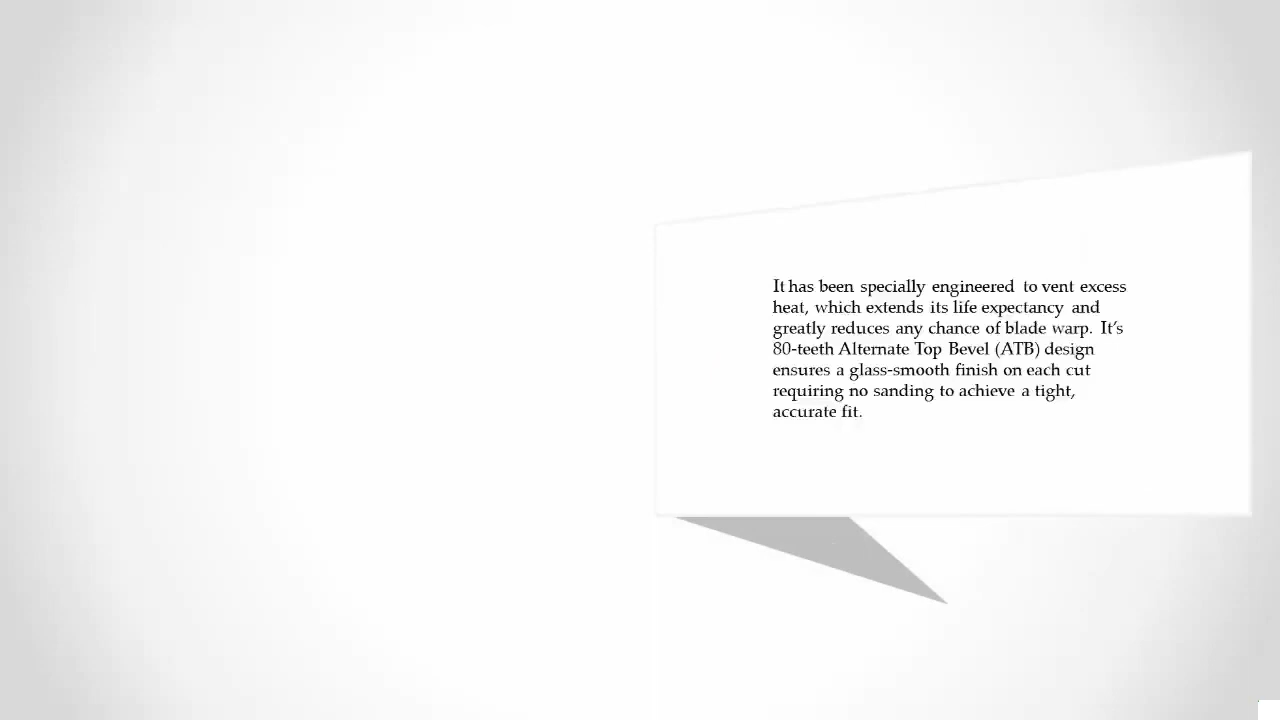 It has been specially engineered to vent excess
heat, which extends its life expectancy and
greatly reduces any chance of blade warp. It’s
80-teeth Alternate Top Bevel (ATB) design
ensures a glass-smooth finish on each cut
requiring no sanding to achieve a tight,
accurate fit.